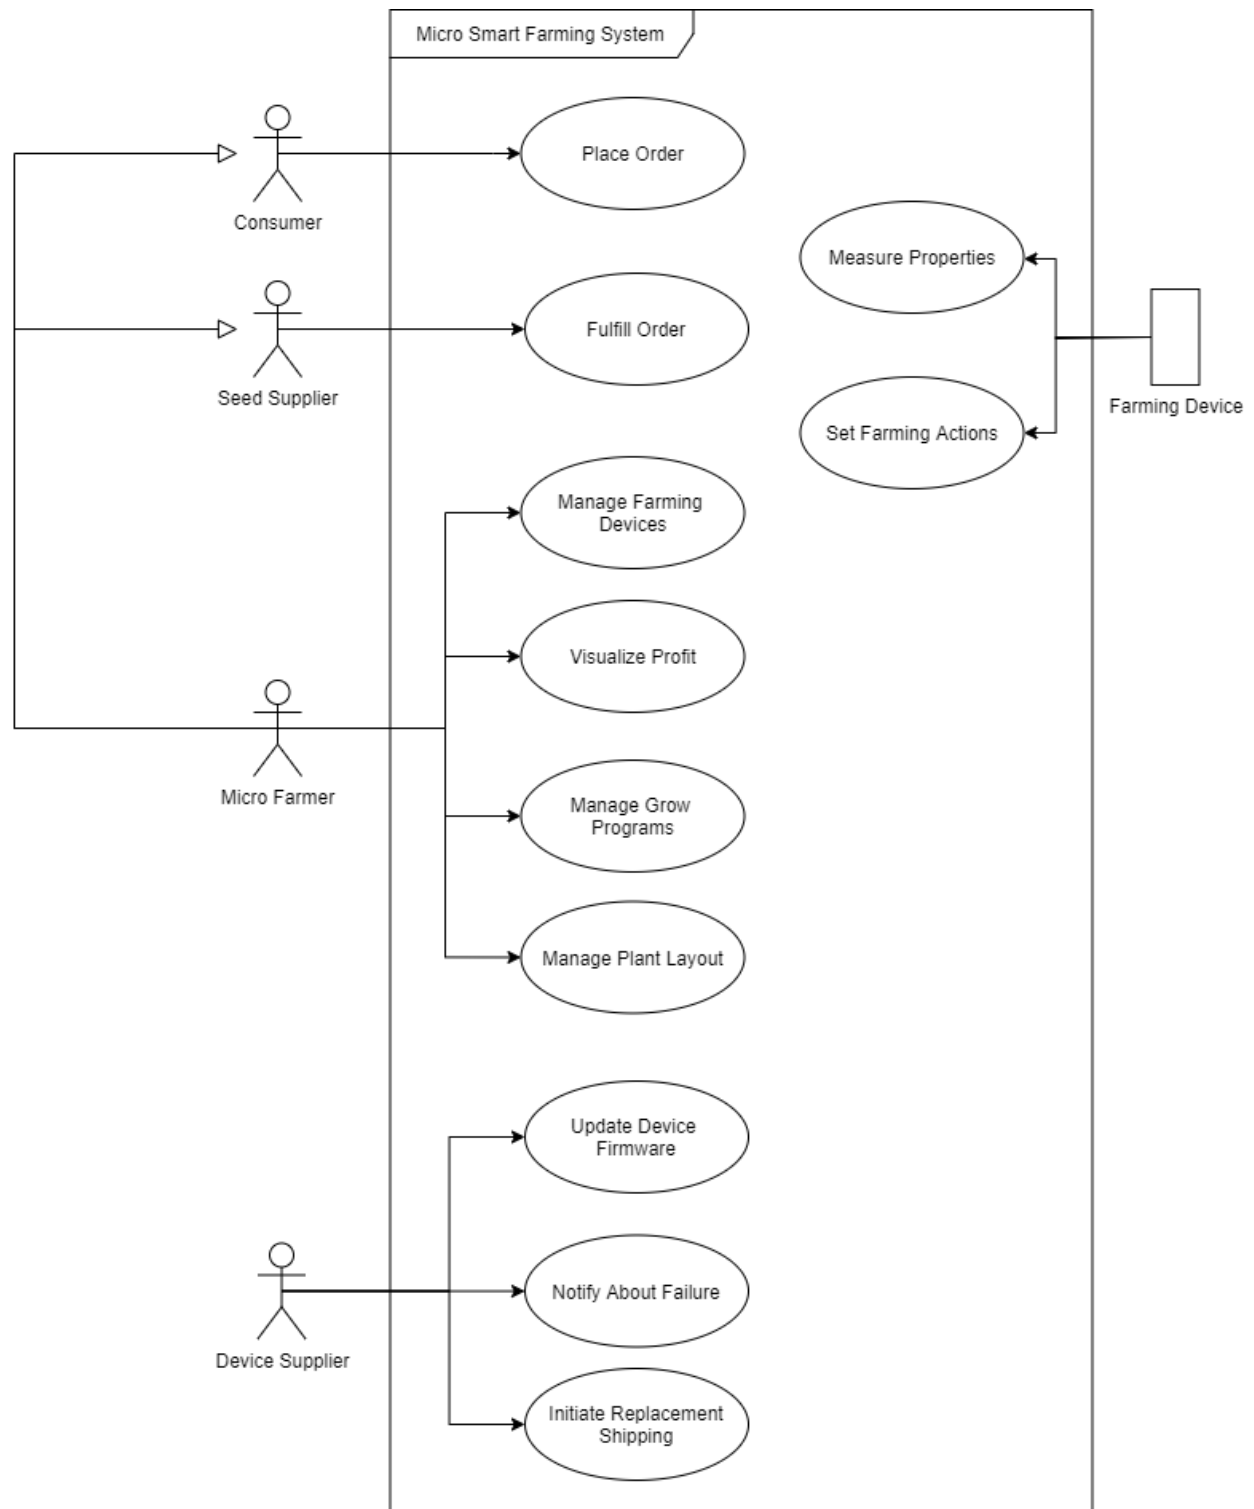 Micro Smart Farming System
Place Order
Consumer
Measure Properties
Fulfill Order
Seed Supplier
Farming Device
Set Farming Actions
Manage Farming
Devices
Visualize Profit
Micro Farmer
Manage Grow
Programs
Manage Plant Layout
Update Device
Firmware
Notify About Failure
Device Supplier
Initiate Replacement
Shipping